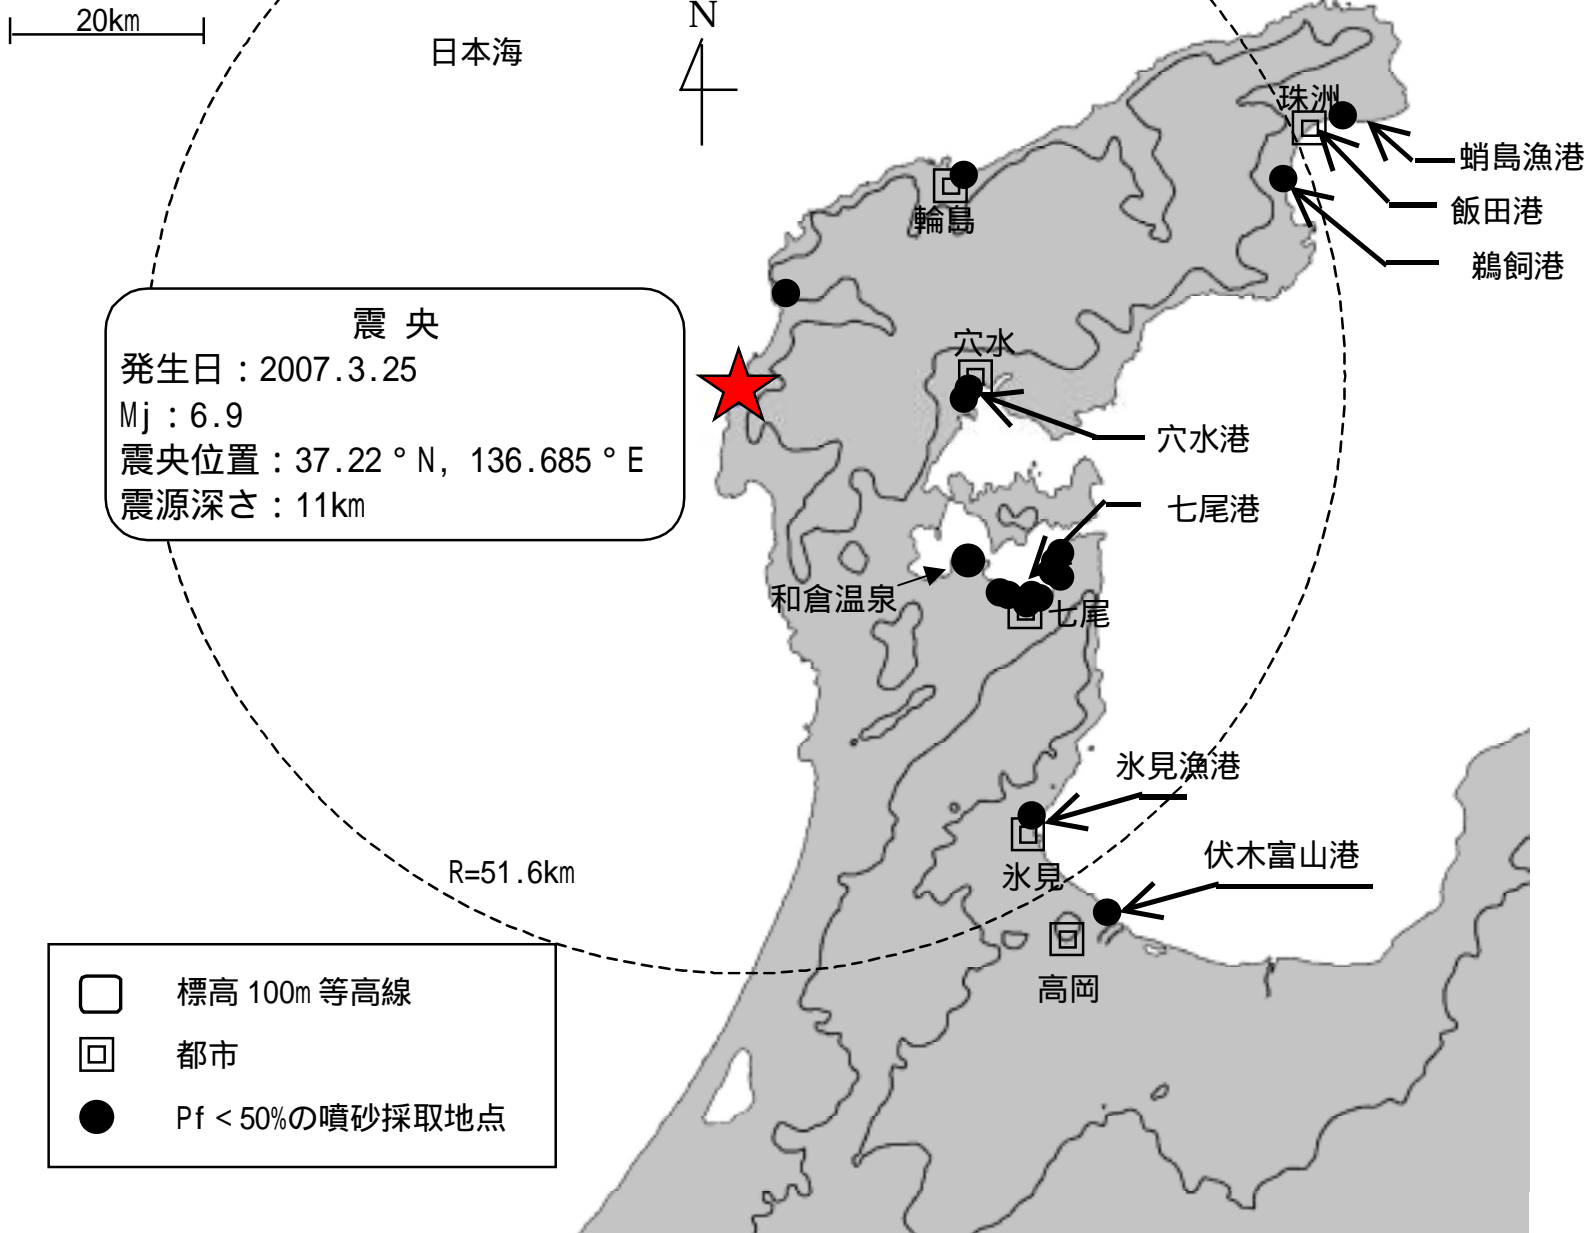 20km
N
日本海
珠洲
蛸島漁港
飯田港
鵜飼港
輪島
震 央
発生日：2007.3.25
Mj：6.9
震央位置：37.22°N, 136.685°E
震源深さ：11km
穴水
穴水港
七尾港
和倉温泉
七尾
氷見漁港
伏木富山港
R=51.6km
氷見
高岡
標高 100m 等高線
都市
Pf＜50%の噴砂採取地点